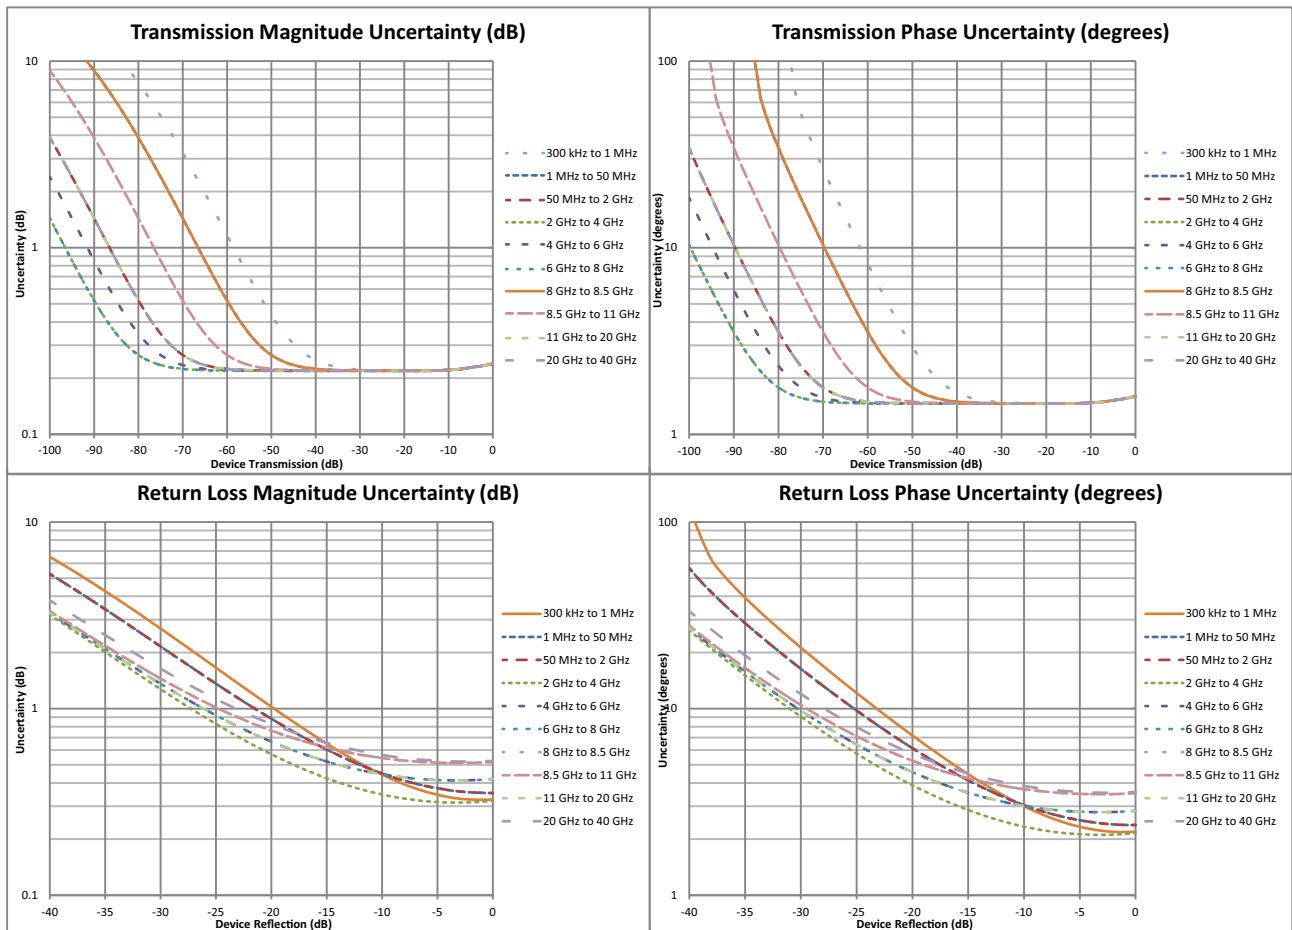 Transmission Magnitude Uncertainty (dB)
10
1
0.1
Uncertainty (dB)
-100 -90 -80 -70 -60 -50 -40 -30 -20 -10 0
Device Transmission (dB)
300 kHz to 1 MHz
1 MHz to 50 MHz
50 MHz to 2 GHz
2 GHz to 4 GHz
4 GHz to 6 GHz
6 GHz to 8 GHz
8 GHz to 8.5 GHz
8.5 GHz to 11 GHz
11 GHz to 20 GHz
20 GHz to 40 GHz
Transmission Phase Uncertainty (degrees)
100
10
1
Uncertainty (degrees)
-100 -90 -80 -70 -60 -50 -40 -30 -20 -10 0
Device Transmission (dB)
300 kHz to 1 MHz
1 MHz to 50 MHz
50 MHz to 2 GHz
2 GHz to 4 GHz
4 GHz to 6 GHz
6 GHz to 8 GHz
8 GHz to 8.5 GHz
8.5 GHz to 11 GHz
11 GHz to 20 GHz
20 GHz to 40 GHz
Return Loss Magnitude Uncertainty (dB)
10
1
0.1
Uncertainty (dB)
-40 -35 -30 -25 -20 -15 -10 -5 0
Device Reflection (dB)
300 kHz to 1 MHz
1 MHz to 50 MHz
50 MHz to 2 GHz
2 GHz to 4 GHz
4 GHz to 6 GHz
6 GHz to 8 GHz
8 GHz to 8.5 GHz
8.5 GHz to 11 GHz
11 GHz to 20 GHz
20 GHz to 40 GHz
Return Loss Phase Uncertainty (degrees)
100
10
1
Uncertainty (degrees)
-40 -35 -30 -25 -20 -15 -10 -5 0
Device Reflection (dB)
300 kHz to 1 MHz
1 MHz to 50 MHz
50 MHz to 2 GHz
2 GHz to 4 GHz
4 GHz to 6 GHz
6 GHz to 8 GHz
8 GHz to 8.5 GHz
8.5 GHz to 11 GHz
11 GHz to 20 GHz
20 GHz to 40 GHz